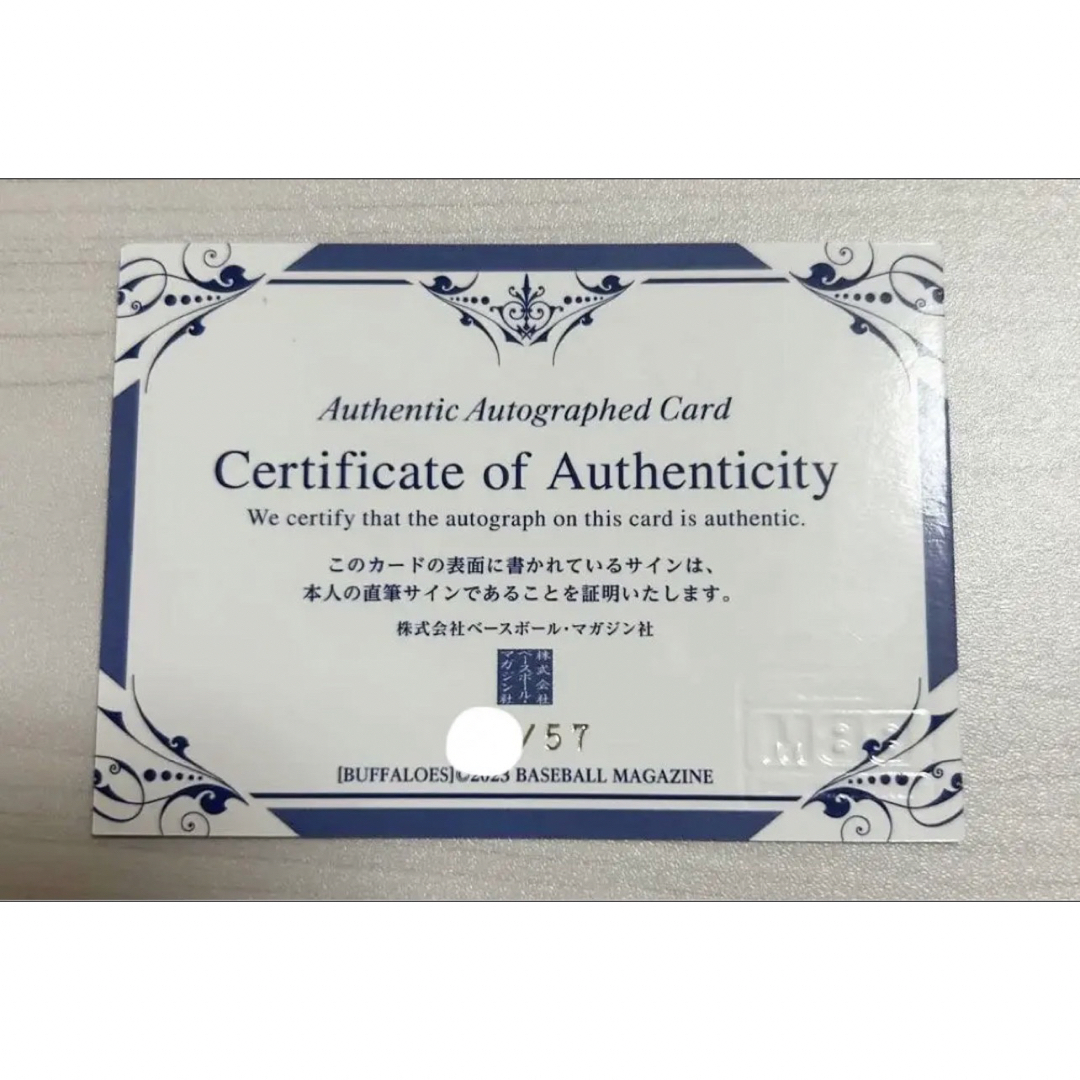 Authentic Autographed Card
Certificate of Authenticity
We certify that the autograph on this card is authentic.
このカードの表面に書かれているサインは、
本人の直筆サインであることを証明いたします。
株式会社ベースボール・マガジン社
株式会社
ベースボール・
マガジン社
/57
[BUFFALOES]©2023 BASEBALL MAGAZINE